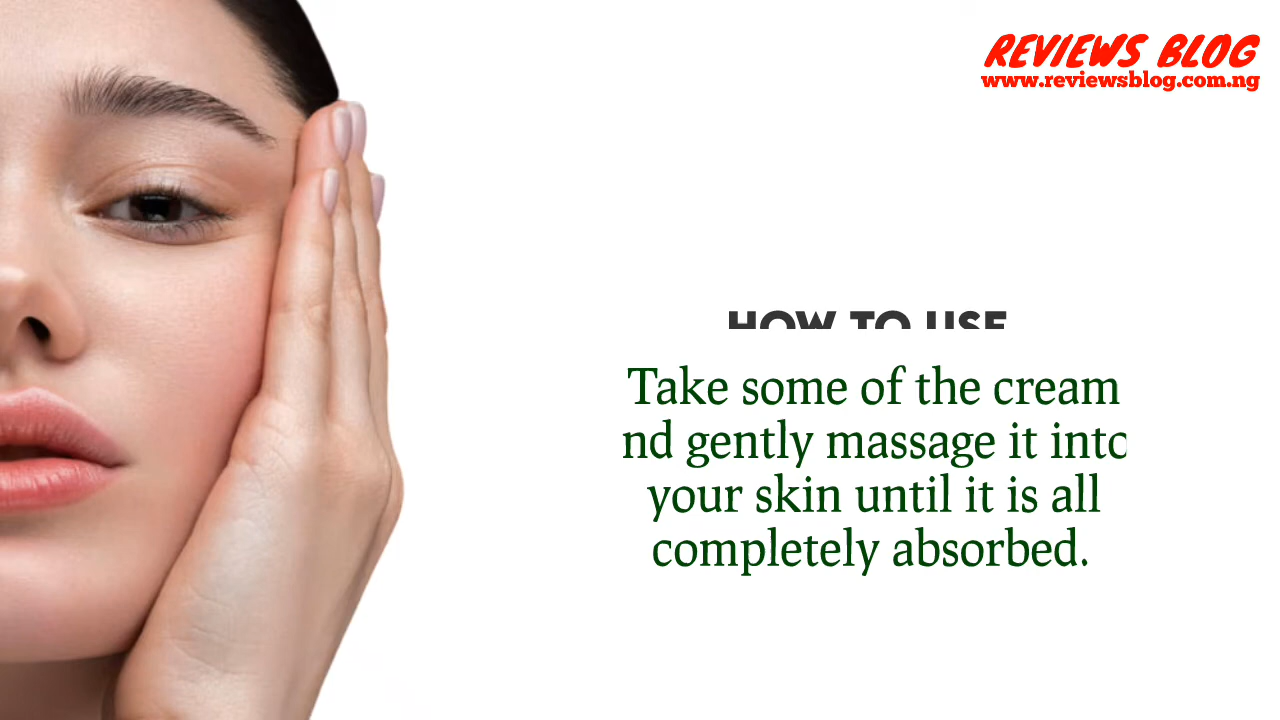 REVIEWS BLOG
www.reviewsblog.com.ng
HOW TO USE
Take some of the cream
nd gently massage it into
your skin until it is all
completely absorbed.